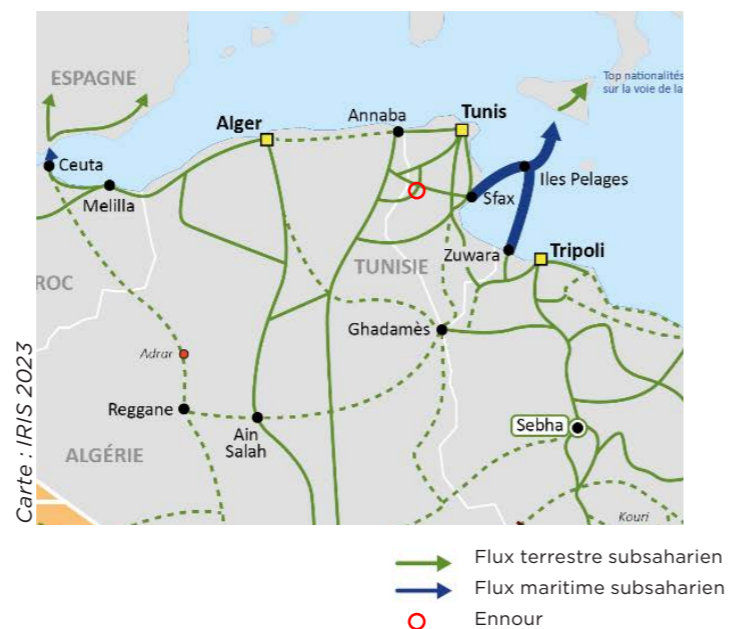 ESPAGNE
Top nationalités
sur la voie de la
Alger
Annaba
Tunis
Ceuta
Melilla
Iles Pelages
Sfax
ROC
TUNISIE
Zuwara
Tripoli
Ghadamès
Adrar
Reggane
Ain
Salah
Sebha
ALGÉRIE
Kouri
Carte : IRIS 2023
Flux terrestre subsaharien
Flux maritime subsaharien
Ennour